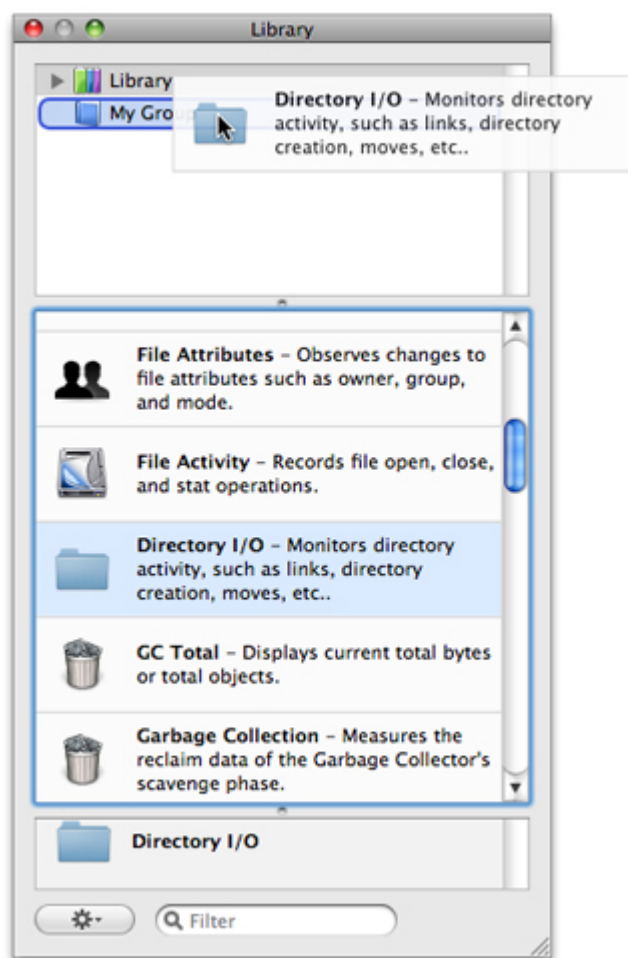 Library
Library
My Grou
Directory I/O – Monitors directory
activity, such as links, directory
creation, moves, etc..
File Attributes – Observes changes to
file attributes such as owner, group,
and mode.
File Activity – Records file open, close,
and stat operations.
Directory I/O – Monitors directory
activity, such as links, directory
creation, moves, etc..
GC Total – Displays current total bytes
or total objects.
Garbage Collection – Measures the
reclaim data of the Garbage Collector's
scavenge phase.
Directory I/O
Filter